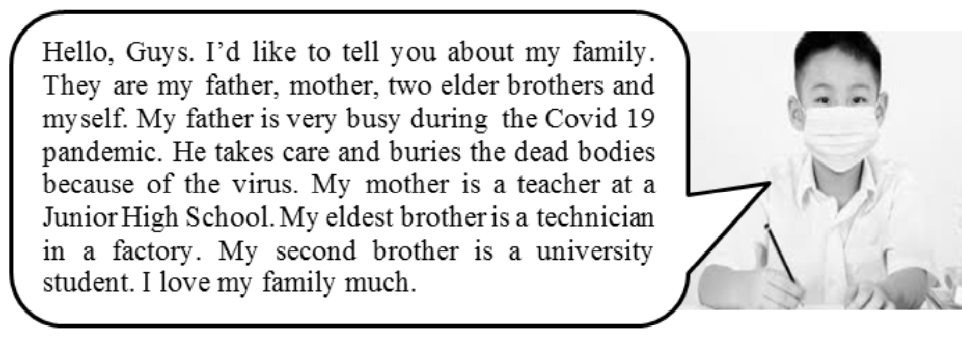 Hello, Guys. I'd like to tell you about my family.
They are my father, mother, two elder brothers and
myself. My father is very busy during the Covid 19
pandemic. He takes care and buries the dead bodies
because of the virus. My mother is a teacher at a
Junior High School. My eldest brother is a technician
in a factory. My second brother is a university
student. I love my family much.